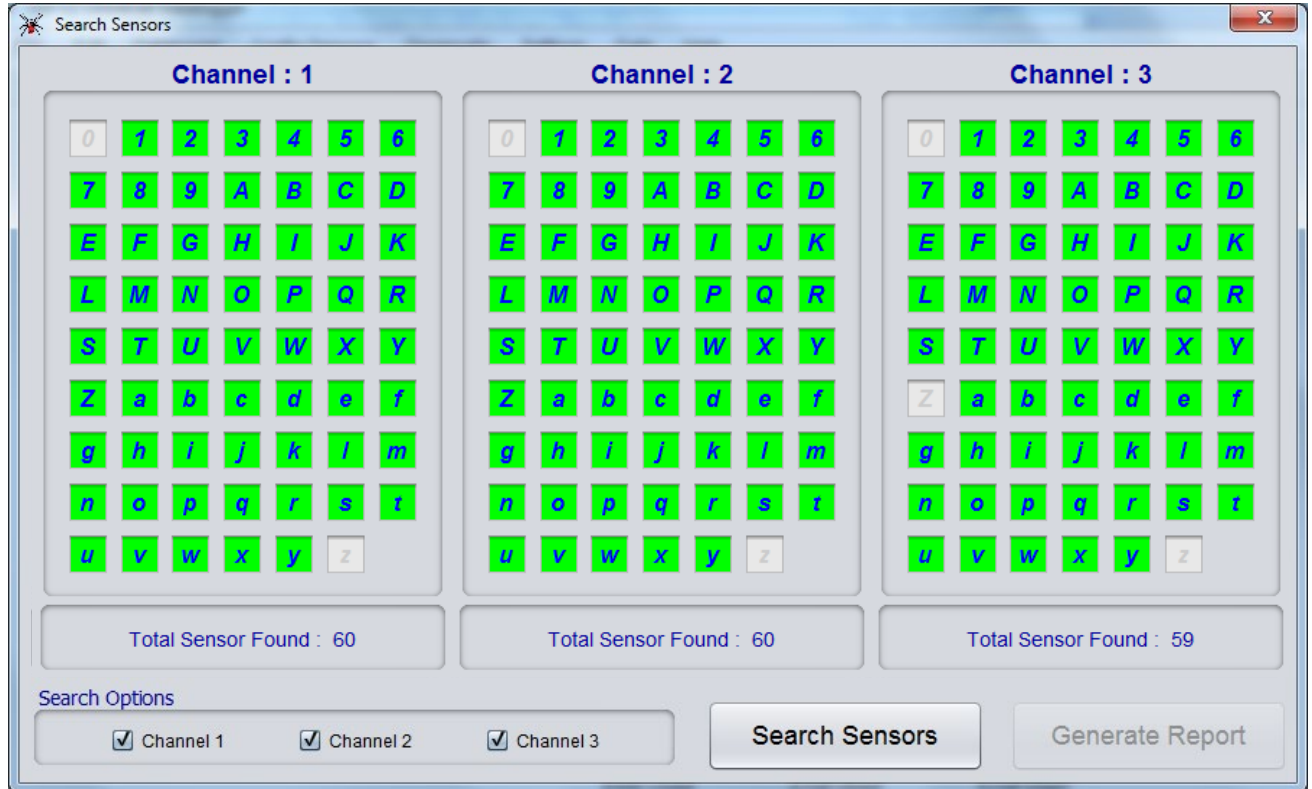 Search Sensors
Channel : 1
0 1 2 3 4 5 6
7 8 9 A B C D
E F G H I J K
L M N O P Q R
S T U V W X Y
Z a b c d e f
g h i j k l m
n o p q r s t
u v w x y z
Total Sensor Found : 60
Channel : 2
0 1 2 3 4 5 6
7 8 9 A B C D
E F G H I J K
L M N O P Q R
S T U V W X Y
Z a b c d e f
g h i j k l m
n o p q r s t
u v w x y z
Total Sensor Found : 60
Channel : 3
0 1 2 3 4 5 6
7 8 9 A B C D
E F G H I J K
L M N O P Q R
S T U V W X Y
Z a b c d e f
g h i j k l m
n o p q r s t
u v w x y z
Total Sensor Found : 59
Search Options
Channel 1
Channel 2
Channel 3
Search Sensors
Generate Report